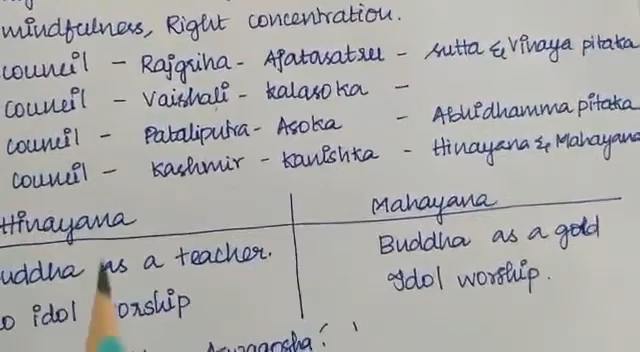 mindfulness, Right concentration.
council - Rajgriha - Ajatasatru - sutta & Vinaya pitaka
council - Vaishali - Kalasoka -
council - Pataliputra - Asoka - Abhidhamma pitaka
council - Kashmir - Kanishka - Hinayana & Mahayana
Hinayana Mahayana
uddha as a teacher. Buddha as a god
o idol orship Idol worship.